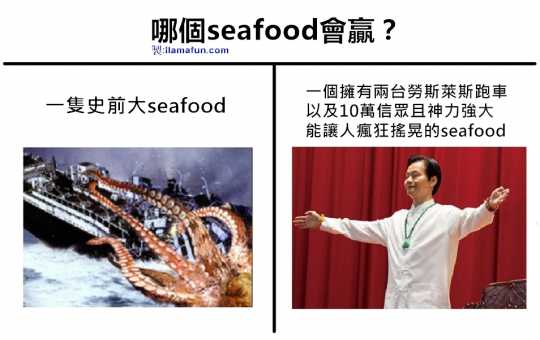 哪個seafood會贏？
製:ilamafun.com
一隻史前大seafood
一個擁有兩台勞斯萊斯跑車
以及10萬信眾且神力強大
能讓人瘋狂搖晃的seafood